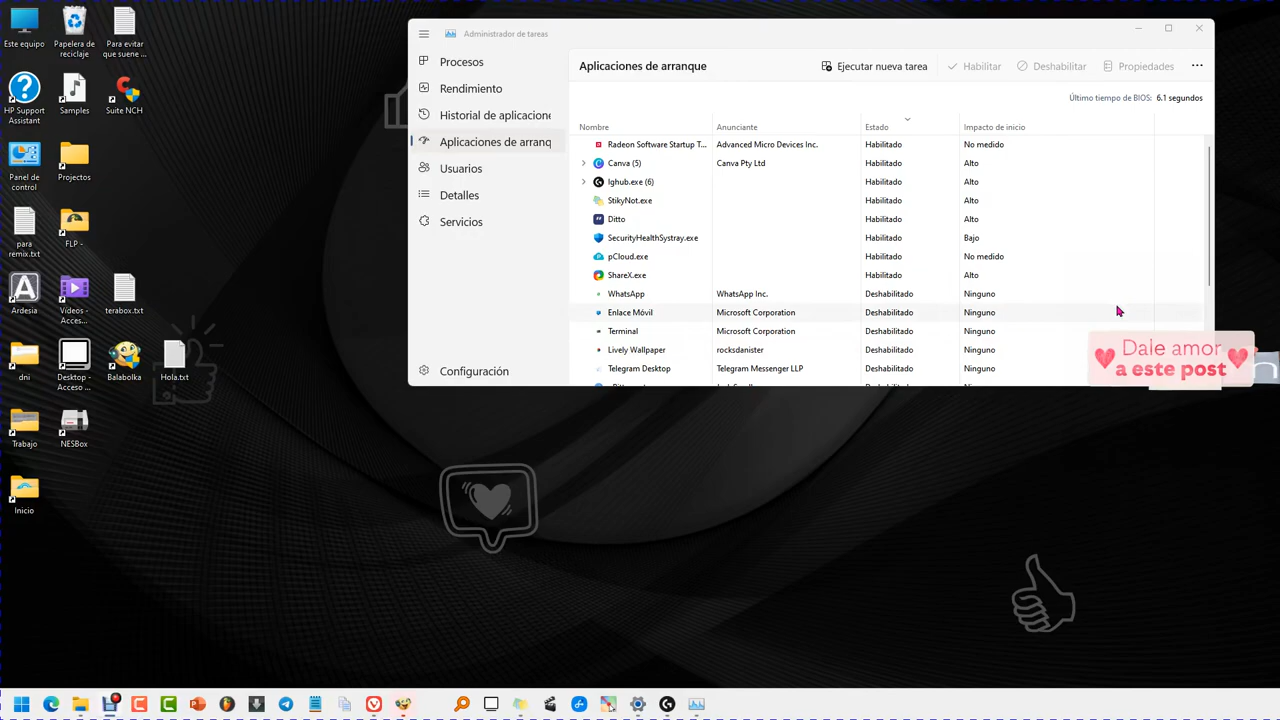 Este equipo
Papelera de
reciclaje
Para evitar
que suene ...
HP Support
Assistant
Samples
Suite NCH
Panel de
control
Projectos
para
remix.txt
FLP -
Ardesia
Vídeos -
Acces...
terabox.txt
dni
Desktop -
Acceso ...
Balabolka
Hola.txt
Trabajo
NESBox
Inicio
Administrador de tareas
Procesos
Rendimiento
Historial de aplicacione
Aplicaciones de arranq
Usuarios
Detalles
Servicios
Configuración
Aplicaciones de arranque
Ejecutar nueva tarea
Habilitar
Deshabilitar
Propiedades
...
Último tiempo de BIOS: 6.1 segundos
Nombre Anunciante Estado Impacto de inicio
Radeon Software Startup T... Advanced Micro Devices Inc. Habilitado No medido
Canva (5) Canva Pty Ltd Habilitado Alto
lghub.exe (6) Habilitado Alto
StikyNot.exe Habilitado Alto
Ditto Habilitado Alto
SecurityHealthSystray.exe Habilitado Bajo
pCloud.exe Habilitado No medido
ShareX.exe Habilitado Alto
WhatsApp WhatsApp Inc. Deshabilitado Ninguno
Enlace Móvil Microsoft Corporation Deshabilitado Ninguno
Terminal Microsoft Corporation Deshabilitado Ninguno
Lively Wallpaper rocksdanister Deshabilitado Ninguno
Telegram Desktop Telegram Messenger LLP Deshabilitado Ninguno
Dale amor
a este post